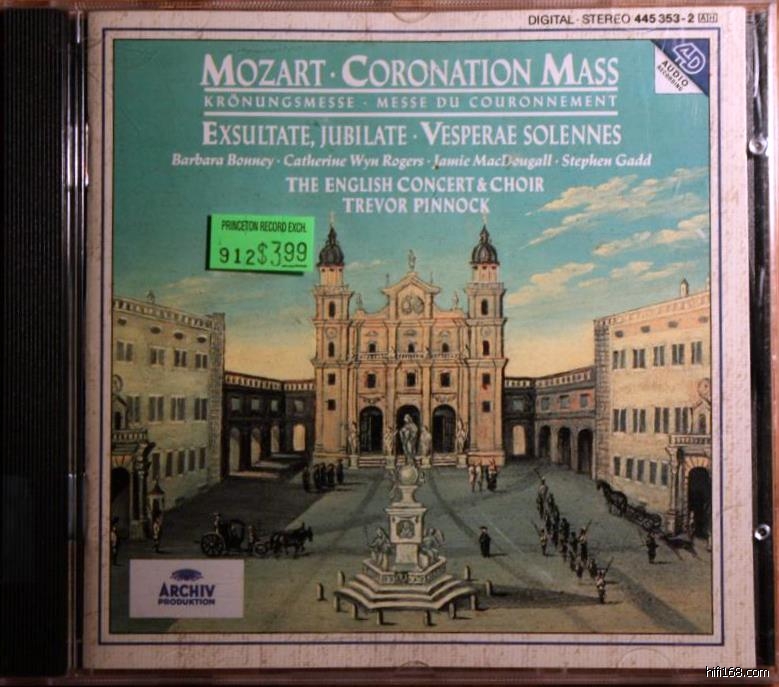 DIGITAL · STEREO 445 353-2 AH
4D
AUDIO
RECORDING
MOZART · CORONATION MASS
KRÖNUNGSMESSE · MESSE DU COURONNEMENT
EXSULTATE, JUBILATE · VESPERAE SOLENNES
Barbara Bonney · Catherine Wyn Rogers · Jamie MacDougall · Stephen Gadd
THE ENGLISH CONCERT & CHOIR
TREVOR PINNOCK
PRINCETON RECORD EXCH.
912 $3.99
ARCHIV
PRODUKTION
hifi168.com